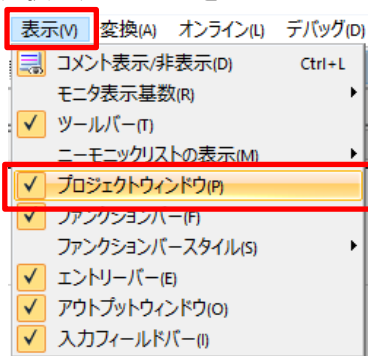 表示(V) 変換(A) オンライン(L) デバッグ(D)
コメント表示/非表示(D) Ctrl+L
モニタ表示基数(R)
ツールバー(T)
ニーモニックリストの表示(M)
プロジェクトウィンドウ(P)
ファンクションバー(F)
ファンクションバースタイル(S)
エントリーバー(E)
アウトプットウィンドウ(O)
入力フィールドバー(I)